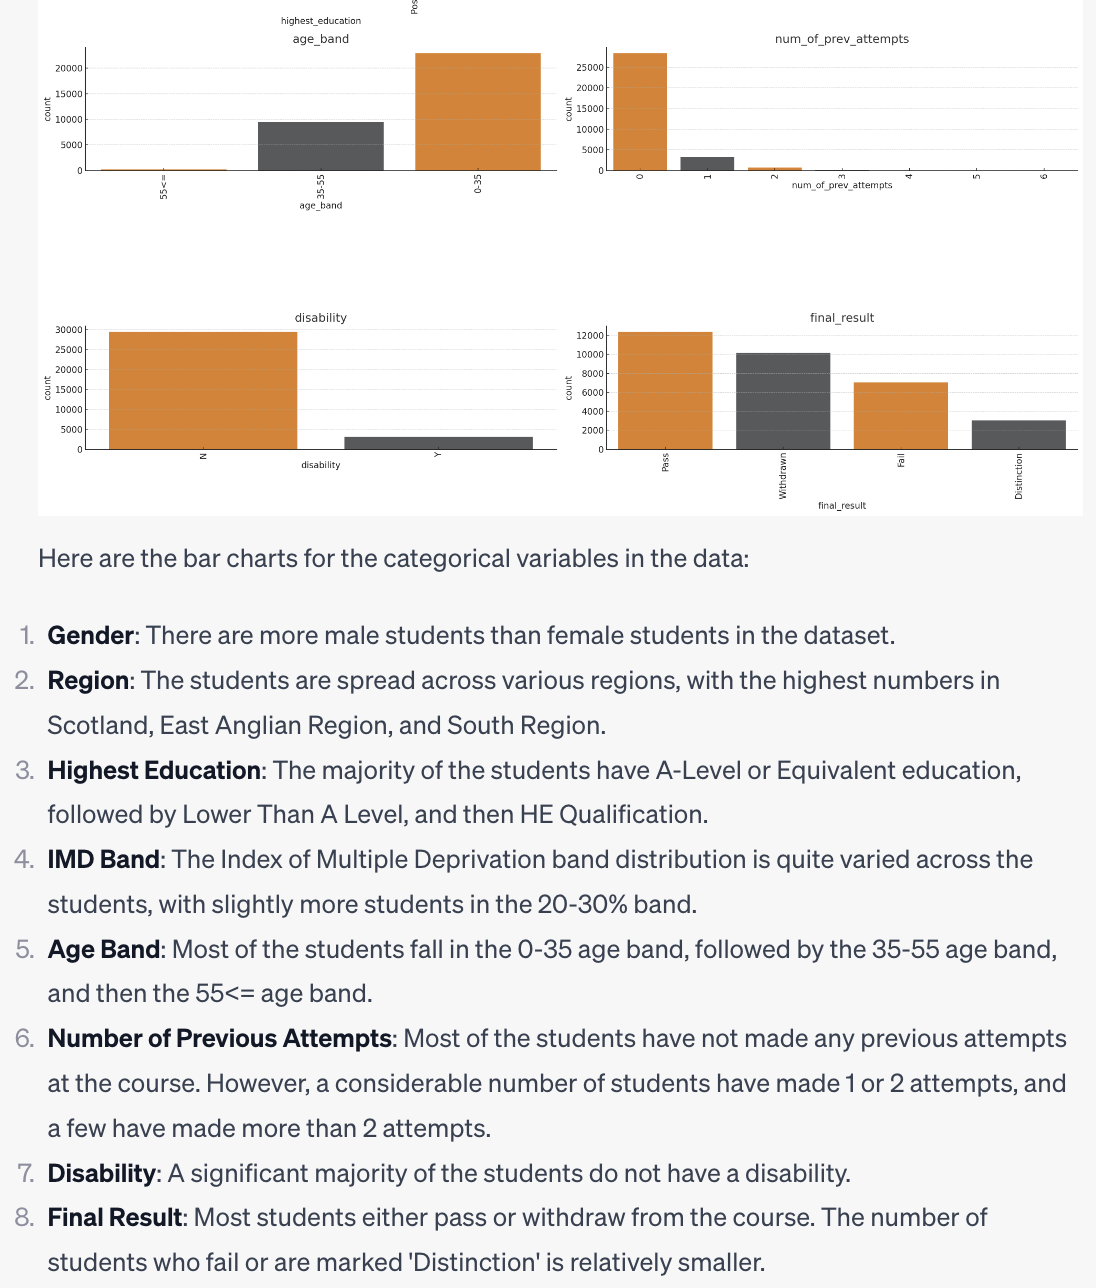 Pos
highest_education
age_band
num_of_prev_attempts
count
20000
15000
10000
5000
0
55<=
35-55
0-35
age_band
count
25000
20000
15000
10000
5000
0
0
1
2
3
4
5
6
num_of_prev_attempts
disability
final_result
count
30000
25000
20000
15000
10000
5000
0
N
Y
disability
count
12000
10000
8000
6000
4000
2000
0
Pass
Withdrawn
Fail
Distinction
final_result
Here are the bar charts for the categorical variables in the data:
1. Gender: There are more male students than female students in the dataset.
2. Region: The students are spread across various regions, with the highest numbers in
Scotland, East Anglian Region, and South Region.
3. Highest Education: The majority of the students have A-Level or Equivalent education,
followed by Lower Than A Level, and then HE Qualification.
4. IMD Band: The Index of Multiple Deprivation band distribution is quite varied across the
students, with slightly more students in the 20-30% band.
5. Age Band: Most of the students fall in the 0-35 age band, followed by the 35-55 age band,
and then the 55<= age band.
6. Number of Previous Attempts: Most of the students have not made any previous attempts
at the course. However, a considerable number of students have made 1 or 2 attempts, and
a few have made more than 2 attempts.
7. Disability: A significant majority of the students do not have a disability.
8. Final Result: Most students either pass or withdraw from the course. The number of
students who fail or are marked 'Distinction' is relatively smaller.